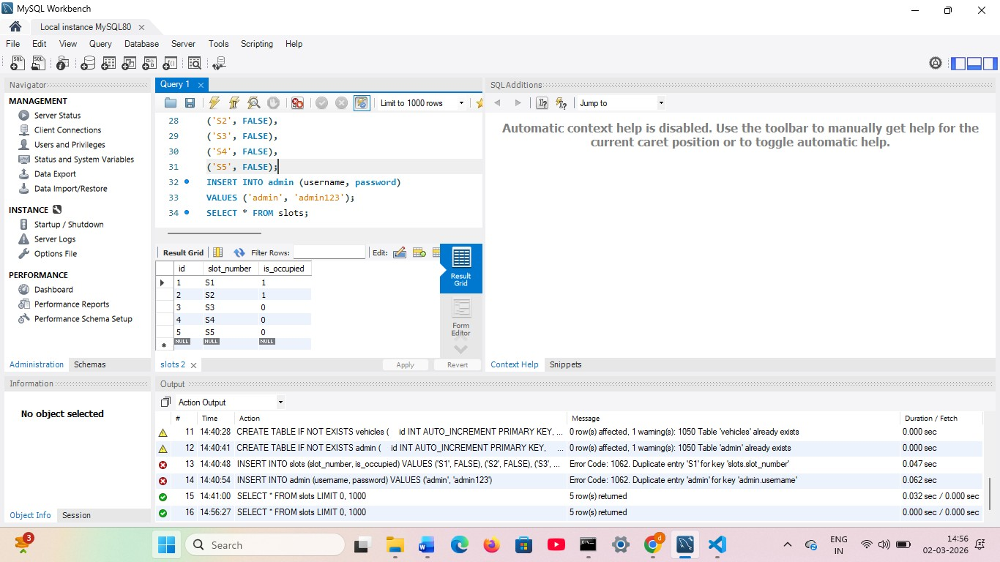 MySQL Workbench
Local instance MySQL80
File Edit View Query Database Server Tools Scripting Help
Navigator
MANAGEMENT
Server Status
Client Connections
Users and Privileges
Status and System Variables
Data Export
Data Import/Restore
INSTANCE
Startup / Shutdown
Server Logs
Options File
PERFORMANCE
Dashboard
Performance Reports
Performance Schema Setup
Administration Schemas
Information
No object selected
Object Info Session
Query 1
Limit to 1000 rows
28 ('S2', FALSE),
29 ('S3', FALSE),
30 ('S4', FALSE),
31 ('S5', FALSE);
32 INSERT INTO admin (username, password)
33 VALUES ('admin', 'admin123');
34 SELECT * FROM slots;
Result Grid Filter Rows: Edit:
id slot_number is_occupied
1 S1 1
2 S2 1
3 S3 0
4 S4 0
5 S5 0
NULL NULL NULL
Result
Grid
Form
Editor
slots 2 Apply Revert
SQLAdditions
Jump to
Automatic context help is disabled. Use the toolbar to manually get help for the
current caret position or to toggle automatic help.
Context Help Snippets
Output
Action Output
# Time Action Message Duration / Fetch
11 14:40:28 CREATE TABLE IF NOT EXISTS vehicles ( id INT AUTO_INCREMENT PRIMARY KEY, ... 0 row(s) affected, 1 warning(s): 1050 Table 'vehicles' already exists 0.000 sec
12 14:40:41 CREATE TABLE IF NOT EXISTS admin ( id INT AUTO_INCREMENT PRIMARY KEY, ... 0 row(s) affected, 1 warning(s): 1050 Table 'admin' already exists 0.000 sec
13 14:40:48 INSERT INTO slots (slot_number, is_occupied) VALUES ('S1', FALSE), ('S2', FALSE), ('S3', ... Error Code: 1062. Duplicate entry 'S1' for key 'slots.slot_number' 0.047 sec
14 14:40:54 INSERT INTO admin (username, password) VALUES ('admin', 'admin123') Error Code: 1062. Duplicate entry 'admin' for key 'admin.username' 0.062 sec
15 14:41:00 SELECT * FROM slots LIMIT 0, 1000 5 row(s) returned 0.032 sec / 0.000 sec
16 14:56:27 SELECT * FROM slots LIMIT 0, 1000 5 row(s) returned 0.000 sec / 0.000 sec
3
Search
d
ENG
IN
14:56
02-03-2026